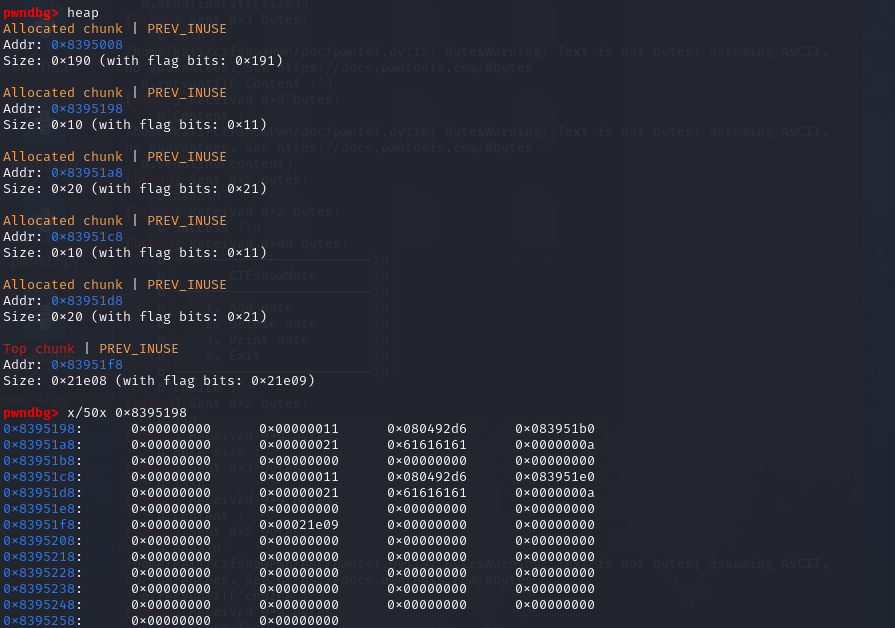 pwndbg> heap
Allocated chunk | PREV_INUSE
Addr: 0×8395008
Size: 0×190 (with flag bits: 0×191)
Allocated chunk | PREV_INUSE
Addr: 0×8395198
Size: 0×10 (with flag bits: 0×11)
Allocated chunk | PREV_INUSE
Addr: 0×83951a8
Size: 0×20 (with flag bits: 0×21)
Allocated chunk | PREV_INUSE
Addr: 0×83951c8
Size: 0×10 (with flag bits: 0×11)
Allocated chunk | PREV_INUSE
Addr: 0×83951d8
Size: 0×20 (with flag bits: 0×21)
Top chunk | PREV_INUSE
Addr: 0×83951f8
Size: 0×21e08 (with flag bits: 0×21e09)
pwndbg> x/50x 0×8395198
0×8395198: 0×00000000 0×00000011 0×080492d6 0×083951b0
0×83951a8: 0×00000000 0×00000021 0×61616161 0×0000000a
0×83951b8: 0×00000000 0×00000000 0×00000000 0×00000000
0×83951c8: 0×00000000 0×00000011 0×080492d6 0×083951e0
0×83951d8: 0×00000000 0×00000021 0×61616161 0×0000000a
0×83951e8: 0×00000000 0×00000000 0×00000000 0×00000000
0×83951f8: 0×00000000 0×00021e09 0×00000000 0×00000000
0×8395208: 0×00000000 0×00000000 0×00000000 0×00000000
0×8395218: 0×00000000 0×00000000 0×00000000 0×00000000
0×8395228: 0×00000000 0×00000000 0×00000000 0×00000000
0×8395238: 0×00000000 0×00000000 0×00000000 0×00000000
0×8395248: 0×00000000 0×00000000 0×00000000 0×00000000
0×8395258: 0×00000000 0×00000000